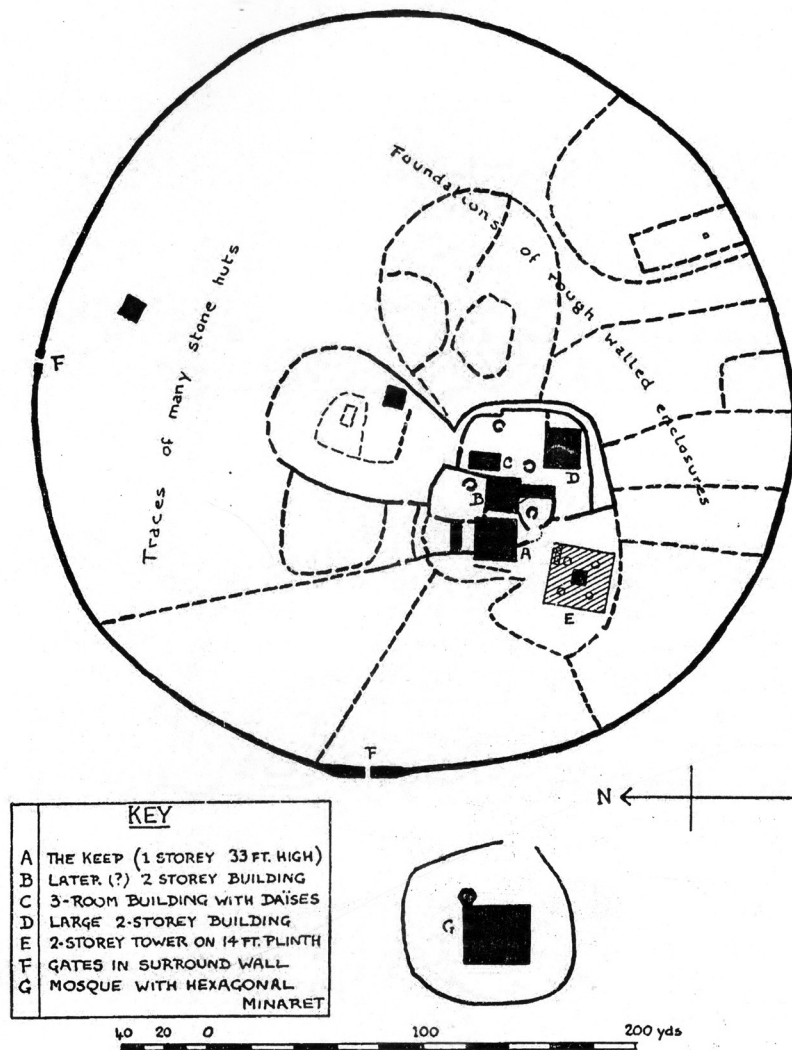 Foundations of rough walled enclosures
Traces of many stone huts
F
C
D
B
A
E
F
N
KEY
A THE KEEP (1 STOREY 33 FT. HIGH)
B LATER (?) 2 STOREY BUILDING
C 3-ROOM BUILDING WITH DAÏSES
D LARGE 2-STOREY BUILDING
E 2-STOREY TOWER ON 14 FT. PLINTH
F GATES IN SURROUND WALL
G MOSQUE WITH HEXAGONAL
MINARET
G
40 20 0 100 200 yds